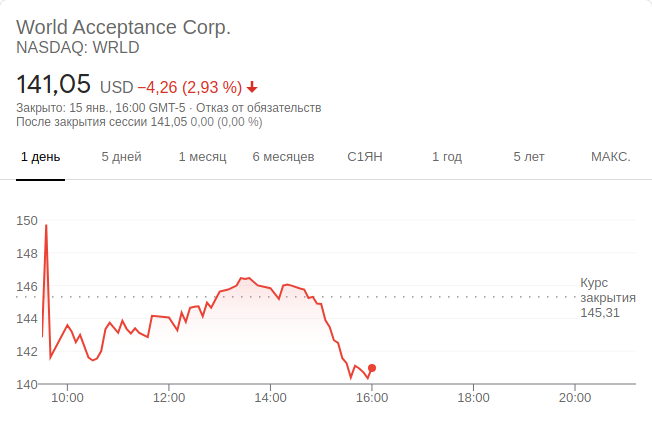 World Acceptance Corp.
NASDAQ: WRLD
141,05 USD −4,26 (2,93 %)
Закрыто: 15 янв., 16:00 GMT-5 · Отказ от обязательств
После закрытия сессии 141,05 0,00 (0,00 %)
1 день 5 дней 1 месяц 6 месяцев С1ЯН 1 год 5 лет МАКС.
150
148
146
144
142
140
Курс
закрытия
145,31
10:00 12:00 14:00 16:00 18:00 20:00